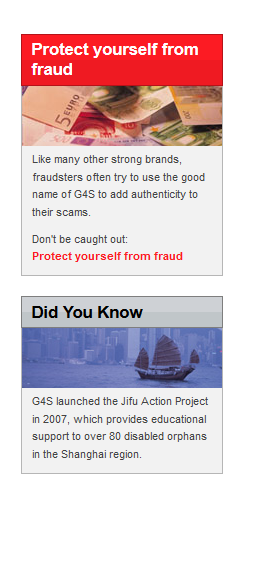 Protect yourself from
fraud
Like many other strong brands,
fraudsters often try to use the good
name of G4S to add authenticity to
their scams.
Don't be caught out:
Protect yourself from fraud
Did You Know
G4S launched the Jifu Action Project
in 2007, which provides educational
support to over 80 disabled orphans
in the Shanghai region.